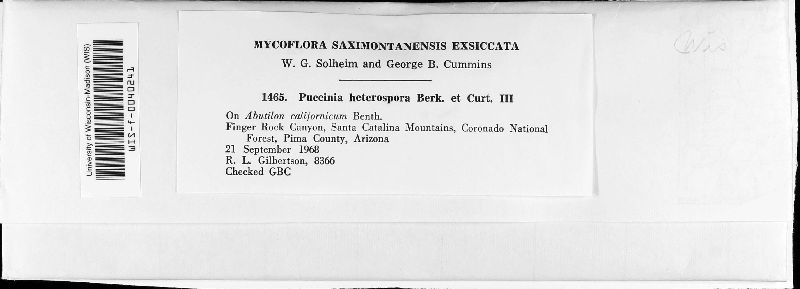 MYCOFLORA SAXIMONTANENSIS EXSICCATA
W. G. Solheim and George B. Cummins
1465. Puccinia heterospora Berk. et Curt. III
On Abutilon californicum Benth.
Finger Rock Canyon, Santa Catalina Mountains, Coronado National
Forest, Pima County, Arizona
21 September 1968
R. L. Gilbertson, 8366
Checked GBC
University of Wisconsin-Madison (WIS)
WIS-f-0040241
Wis